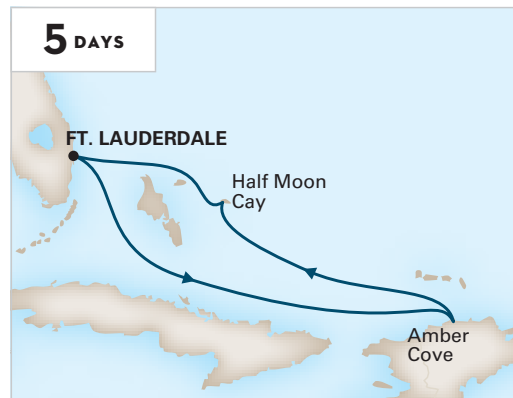 5 DAYS
FT. LAUDERDALE
Half Moon
Cay
Amber
Cove